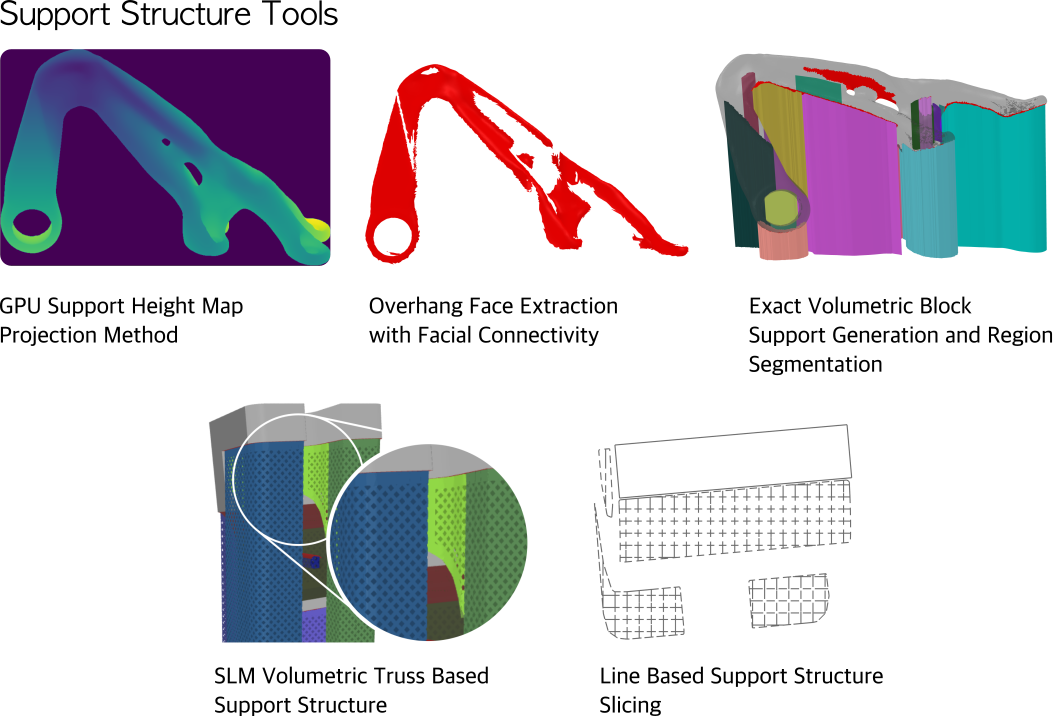 Support Structure Tools
GPU Support Height Map
Projection Method
Overhang Face Extraction
with Facial Connectivity
Exact Volumetric Block
Support Generation and Region
Segmentation
SLM Volumetric Truss Based
Support Structure
Line Based Support Structure
Slicing